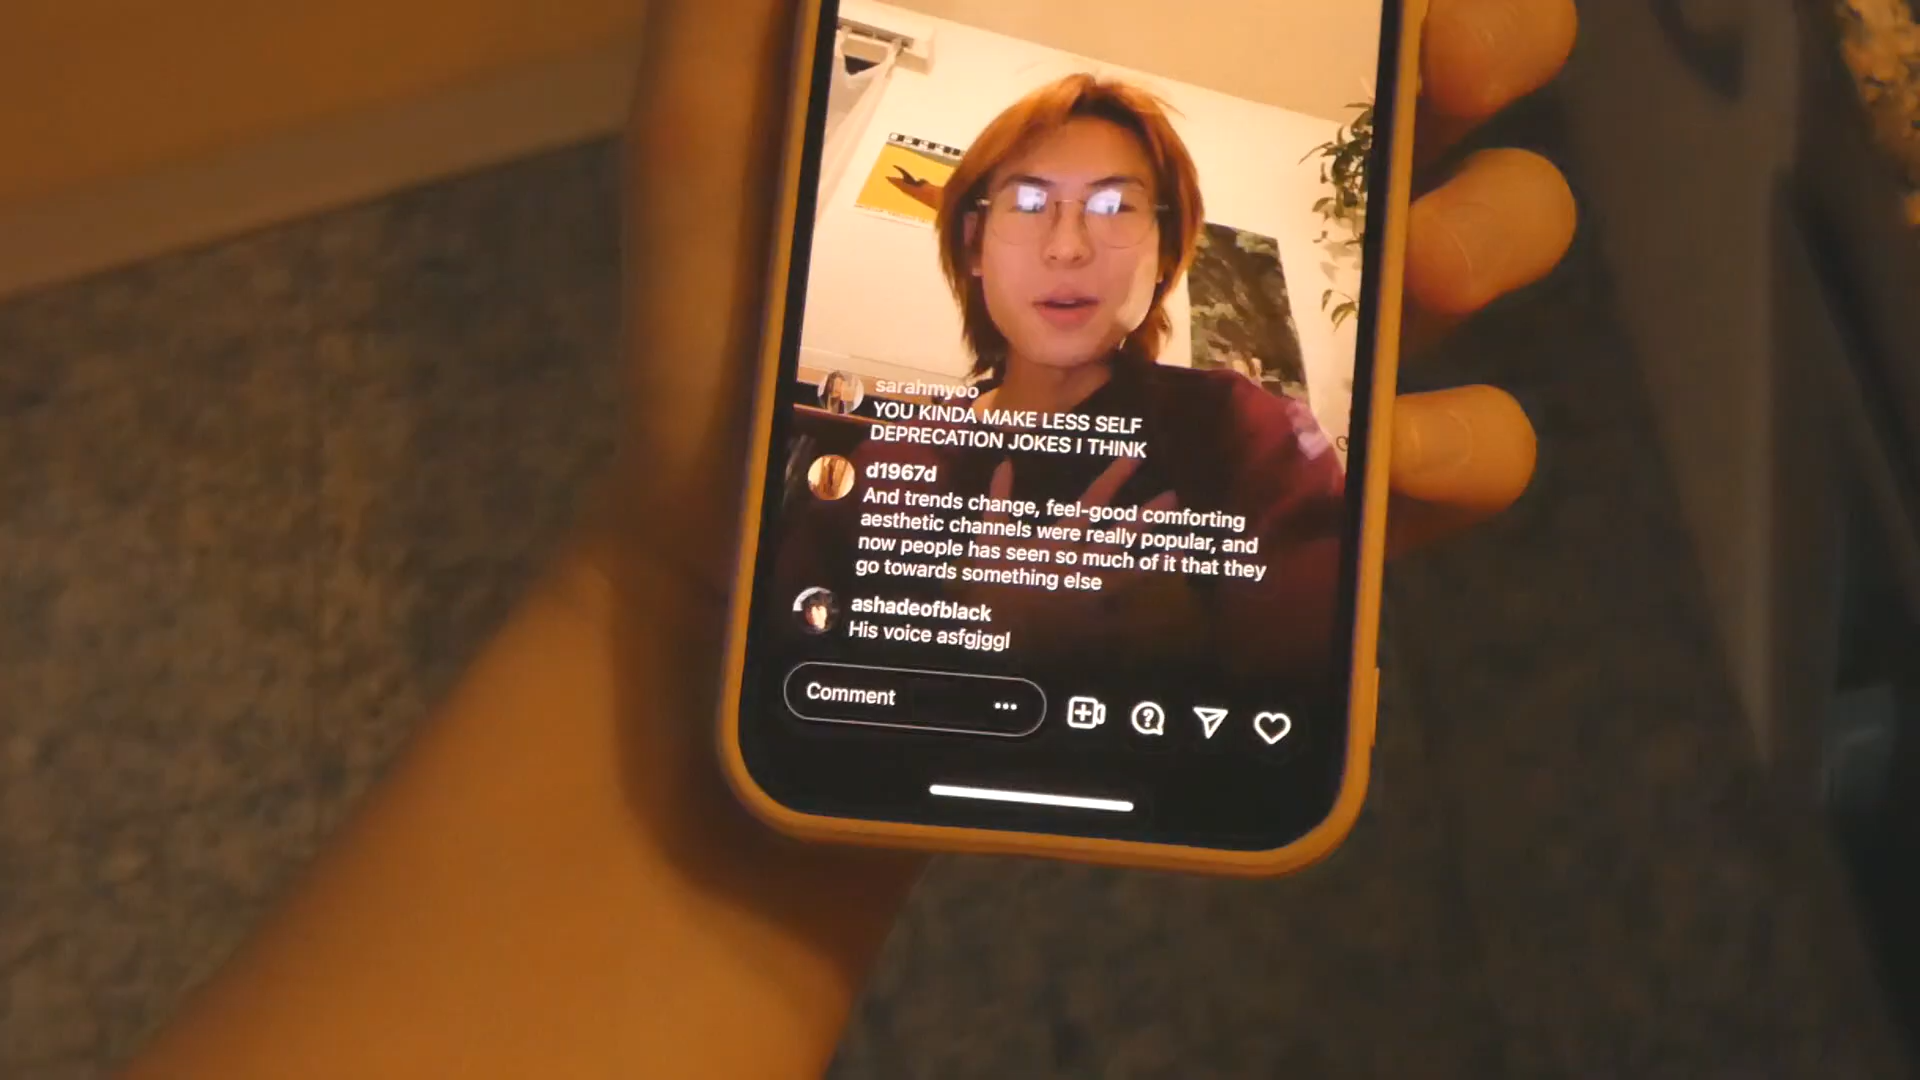 sarahmyoo
YOU KINDA MAKE LESS SELF
DEPRECATION JOKES I THINK
d1967d
And trends change, feel-good comforting
aesthetic channels were really popular, and
now people has seen so much of it that they
go towards something else
ashadeofblack
His voice asfgjggl
Comment